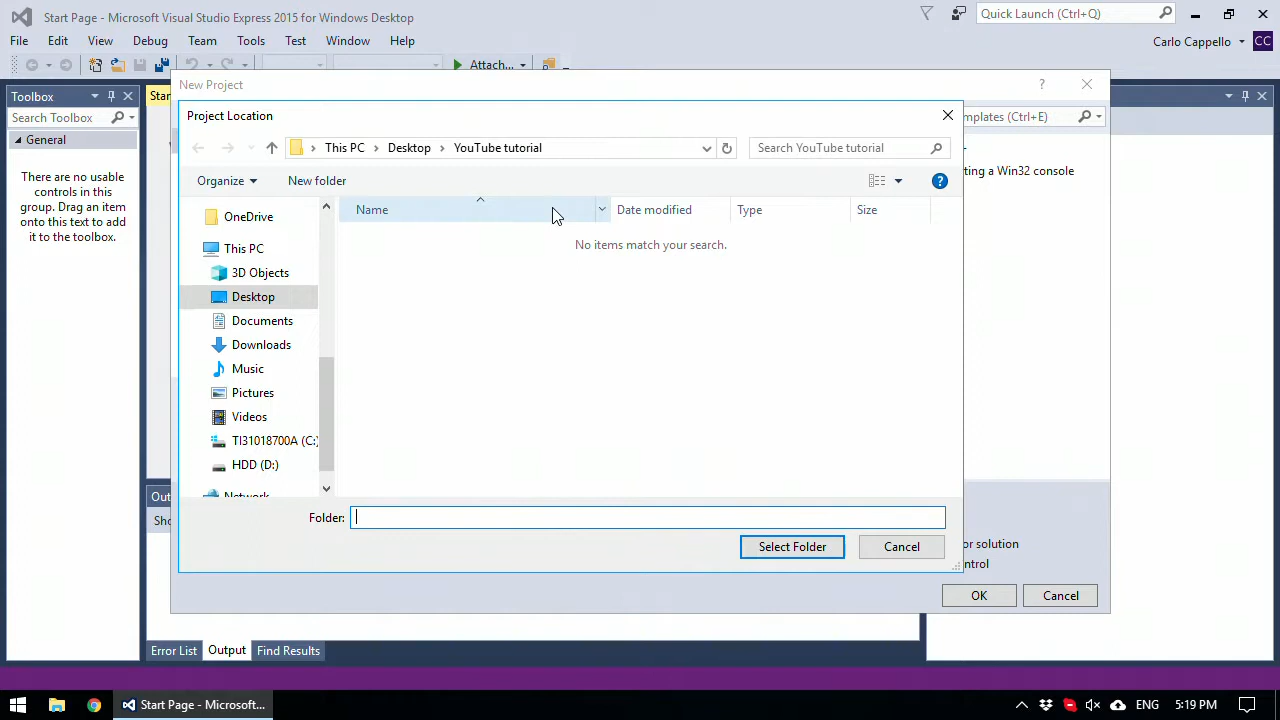 Start Page - Microsoft Visual Studio Express 2015 for Windows Desktop
Quick Launch (Ctrl+Q)
File Edit View Debug Team Tools Test Window Help
Carlo Cappello CC
Attach...
New Project
?
Toolbox
Search Toolbox
General
There are no usable
controls in this
group. Drag an item
onto this text to add
it to the toolbox.
Star
mplates (Ctrl+E)
ting a Win32 console
Project Location
This PC > Desktop > YouTube tutorial
Search YouTube tutorial
Organize
New folder
?
Name
Date modified
Type
Size
No items match your search.
OneDrive
This PC
3D Objects
Desktop
Documents
Downloads
Music
Pictures
Videos
TI31018700A (C:)
HDD (D:)
Network
Folder:
Select Folder
Cancel
Out
Sho
or solution
ntrol
OK
Cancel
Error List
Output
Find Results
Start Page - Microsoft...
ENG
5:19 PM